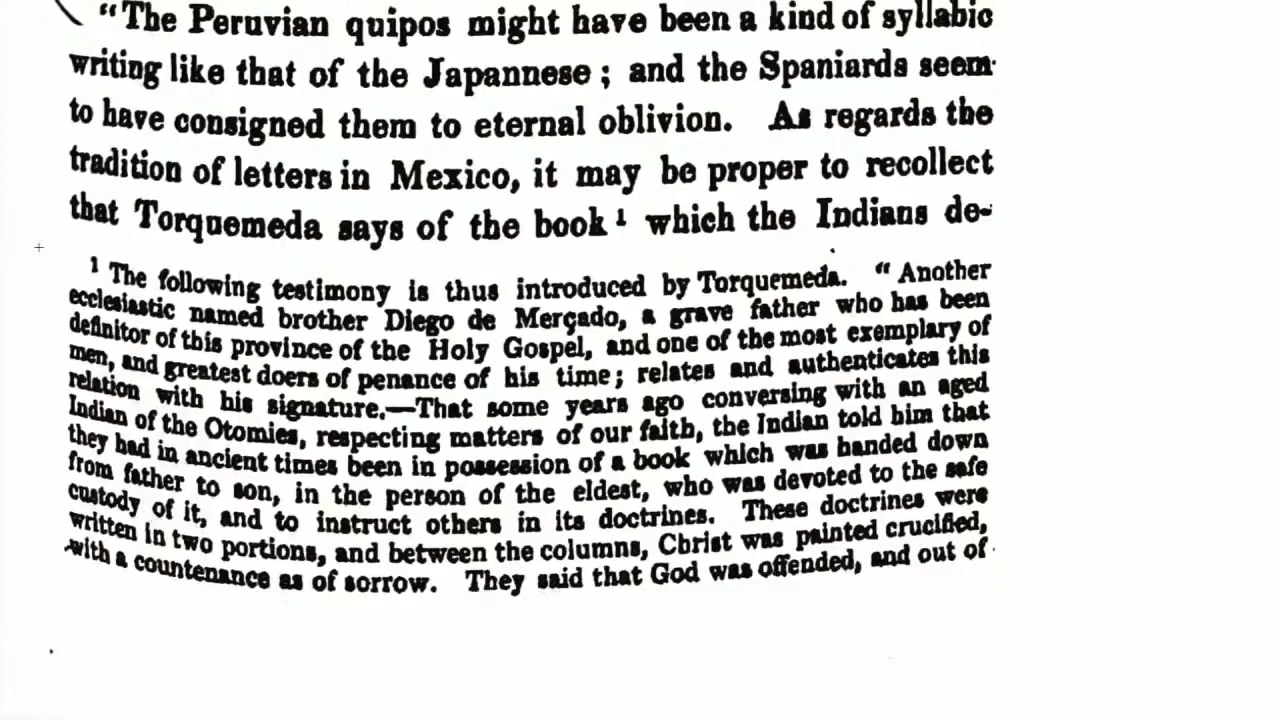 “The Peruvian quipos might have been a kind of syllabic
writing like that of the Japannese; and the Spaniards seem
to have consigned them to eternal oblivion. As regards the
tradition of letters in Mexico, it may be proper to recollect
that Torquemeda says of the book¹ which the Indians de-
¹ The following testimony is thus introduced by Torquemeda. “Another
ecclesiastic named brother Diego de Merçado, a grave father who has been
definitor of this province of the Holy Gospel, and one of the most exemplary of
men, and greatest doers of penance of his time; relates and authenticates this
relation with his signature.—That some years ago conversing with an aged
Indian of the Otomies, respecting matters of our faith, the Indian told him that
they had in ancient times been in possession of a book which was handed down
from father to son, in the person of the eldest, who was devoted to the safe
custody of it, and to instruct others in its doctrines. These doctrines were
written in two portions, and between the columns, Christ was painted crucified,
with a countenance as of sorrow. They said that God was offended, and out of